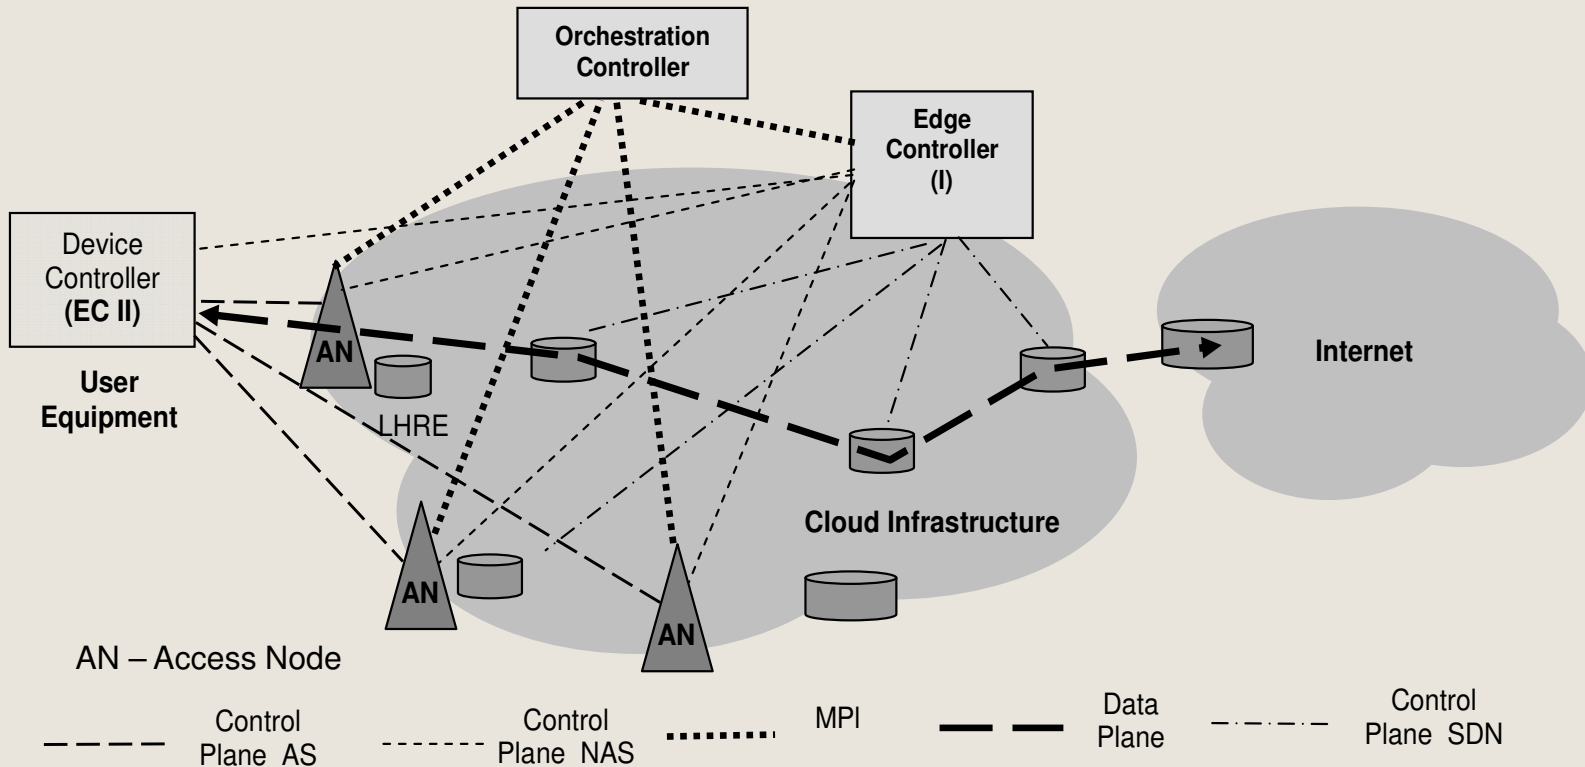 Orchestration
Controller
Edge
Controller
(I)
Device
Controller
(EC II)
User
Equipment
AN
LHRE
Internet
Cloud Infrastructure
AN
AN
AN – Access Node
Control
Plane AS
Control
Plane NAS
MPI
Data
Plane
Control
Plane SDN